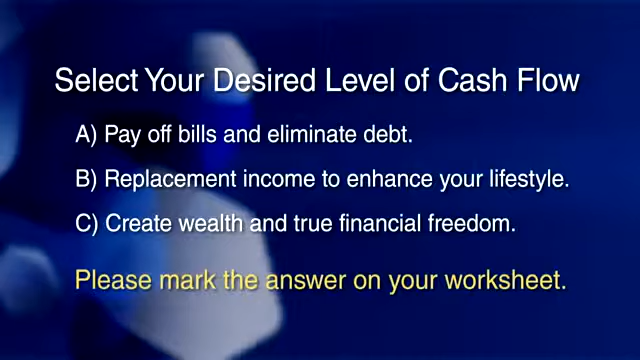 Select Your Desired Level of Cash Flow
A) Pay off bills and eliminate debt.
B) Replacement income to enhance your lifestyle.
C) Create wealth and true financial freedom.
Please mark the answer on your worksheet.